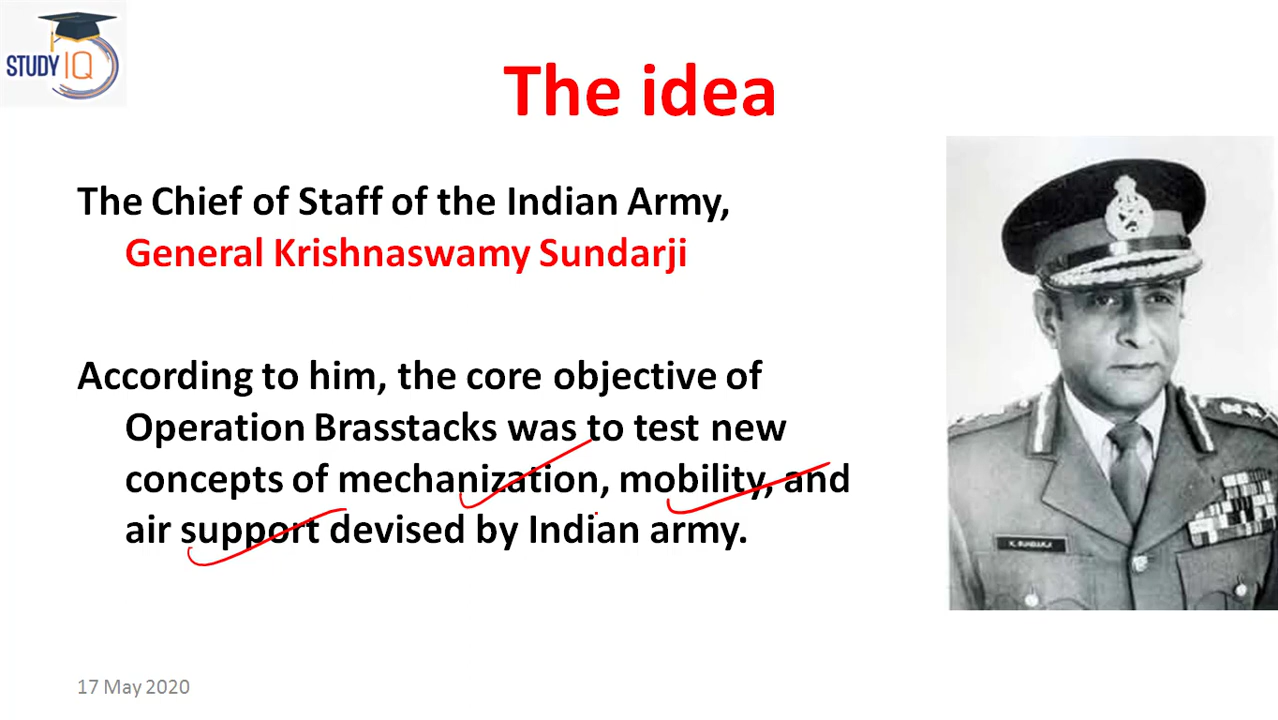 STUDY IQ
The idea
The Chief of Staff of the Indian Army,
General Krishnaswamy Sundarji
According to him, the core objective of
Operation Brasstacks was to test new
concepts of mechanization, mobility, and
air support devised by Indian army.
K. SUNDARJI
17 May 2020